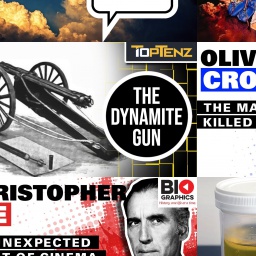 TOPTENZ
THE
DYNAMITE
GUN
OLIV
CRO
THE MA
KILLED
RISTOPHER
E
BIO
GRAPHICS
NEXPECTED
T OF CINEMA